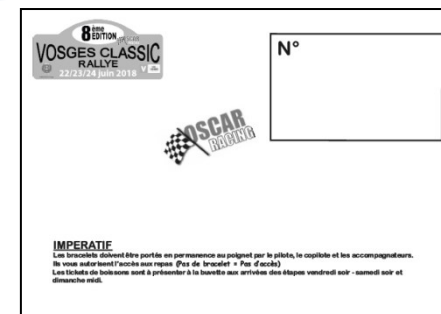 8ème
EDITION
VOSGES CLASSIC
RALLYE
22/23/24 juin 2018
N°
OSCAR
RACING
IMPERATIF
Les bracelets doivent être portés en permanence au poignet par le pilote, le copilote et les accompagnateurs.
Ils vous autorisent l'accès aux repas (Pas de bracelet = Pas d'accès)
Les tickets de boissons sont à présenter à la buvette aux arrivées des étapes vendredi soir - samedi soir et
dimanche midi.